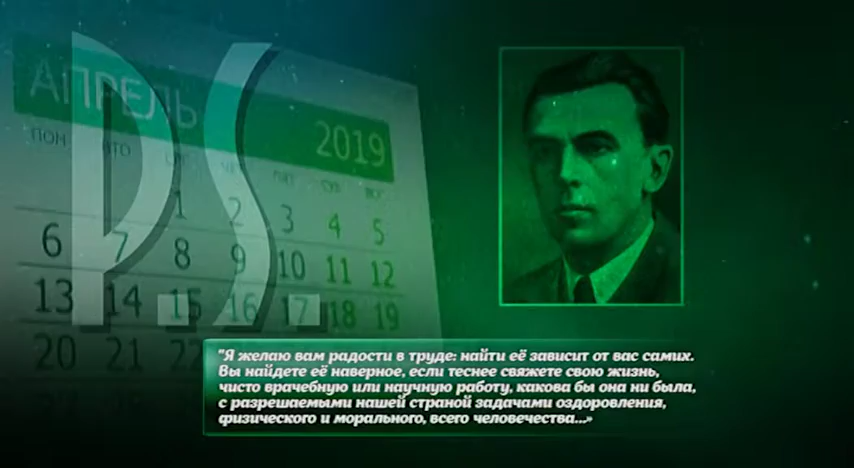 P.S.
АПРЕЛЬ
2019
ПОН ВТО ПЯТ СУБ ВОС
1 2 3 4 5
6 7 8 9 10 11 12
13 14 15 16 17 18 19
20 21 22
"Я желаю вам радости в труде: найти её зависит от вас самих.
Вы найдете её наверное, если теснее свяжете свою жизнь,
чисто врачебную или научную работу, какова бы она ни была,
с разрешаемыми нашей страной задачами оздоровления,
физического и морального, всего человечества...»